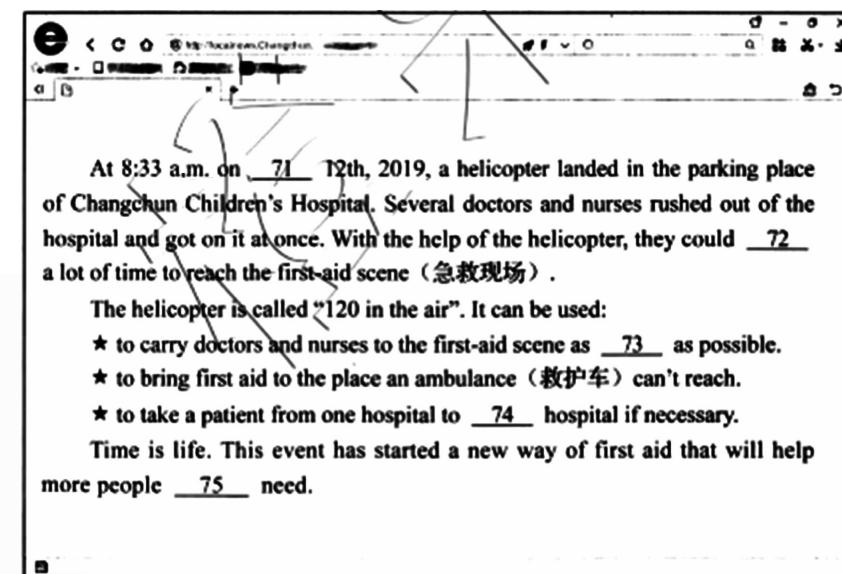 At 8:33 a.m. on 71 12th, 2019, a helicopter landed in the parking place
of Changchun Children's Hospital. Several doctors and nurses rushed out of the
hospital and got on it at once. With the help of the helicopter, they could 72
a lot of time to reach the first-aid scene（急救现场）.
The helicopter is called “120 in the air”. It can be used:
★ to carry doctors and nurses to the first-aid scene as 73 as possible.
★ to bring first aid to the place an ambulance（救护车）can't reach.
★ to take a patient from one hospital to 74 hospital if necessary.
Time is life. This event has started a new way of first aid that will help
more people 75 need.